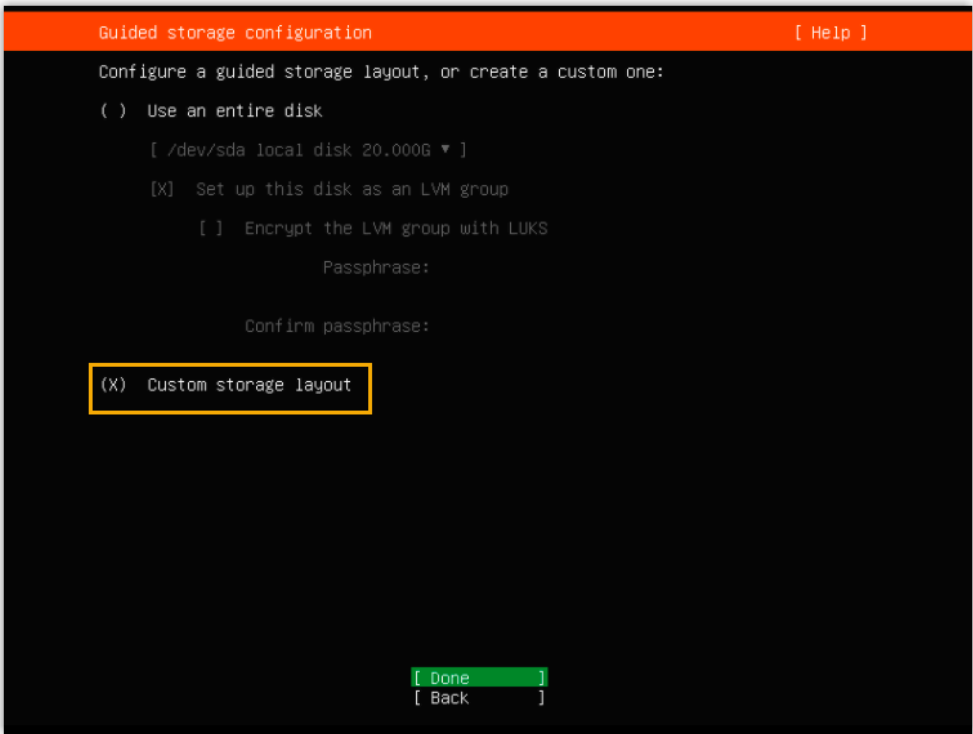 Guided storage configuration [ Help ]
Configure a guided storage layout, or create a custom one:
( ) Use an entire disk
[ /dev/sda local disk 20.000G ▾ ]
[X] Set up this disk as an LVM group
[ ] Encrypt the LVM group with LUKS
Passphrase:
Confirm passphrase:
(X) Custom storage layout
[ Done ]
[ Back ]